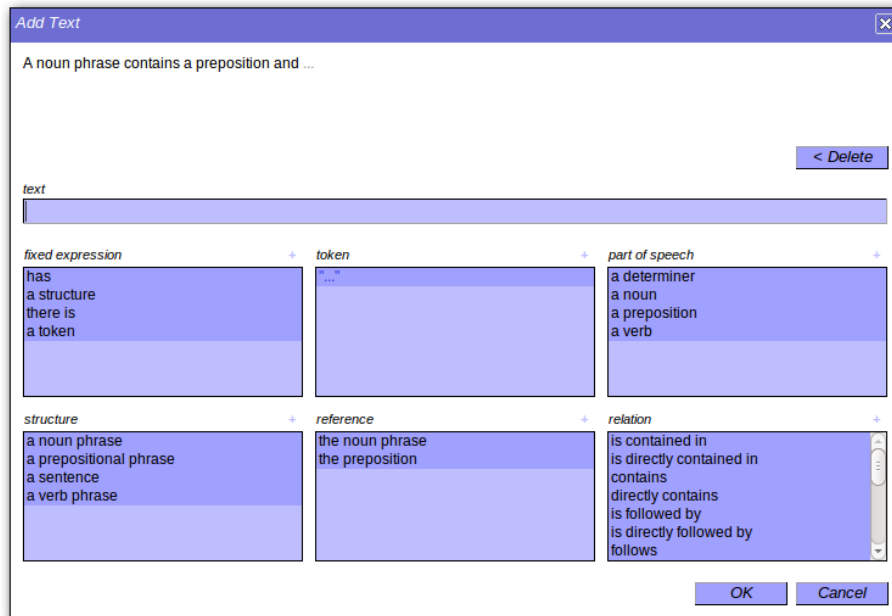 Add Text
A noun phrase contains a preposition and ...
< Delete
text
fixed expression +
has
a structure
there is
a token
token +
"..."
part of speech +
a determiner
a noun
a preposition
a verb
structure +
a noun phrase
a prepositional phrase
a sentence
a verb phrase
reference +
the noun phrase
the preposition
relation +
is contained in
is directly contained in
contains
directly contains
is followed by
is directly followed by
follows
OK
Cancel